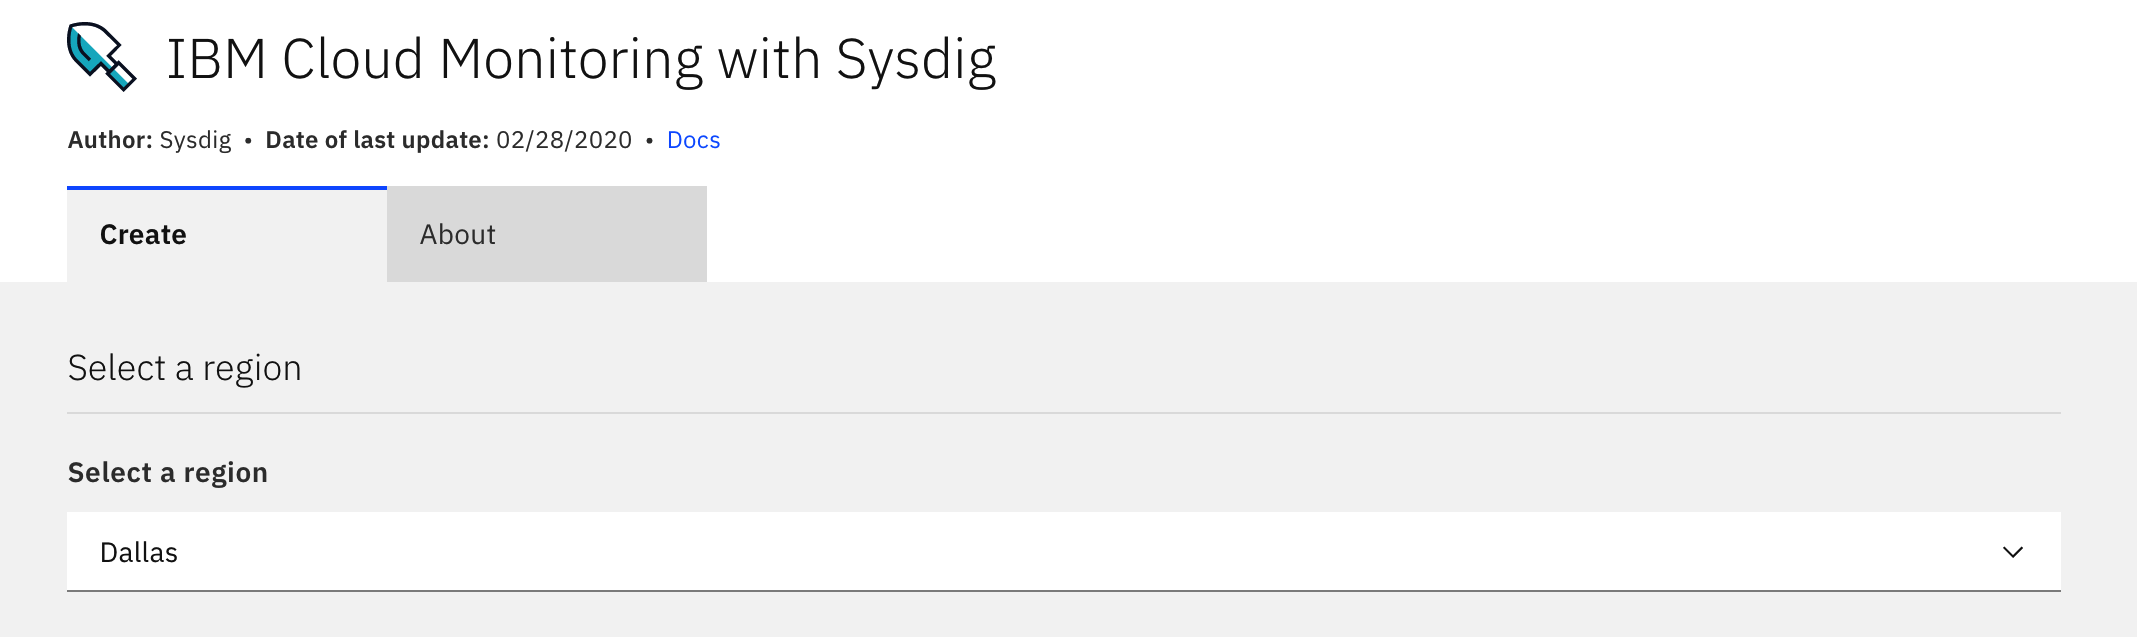 IBM Cloud Monitoring with Sysdig
Author: Sysdig • Date of last update: 02/28/2020 • Docs
Create
About
Select a region
Select a region
Dallas